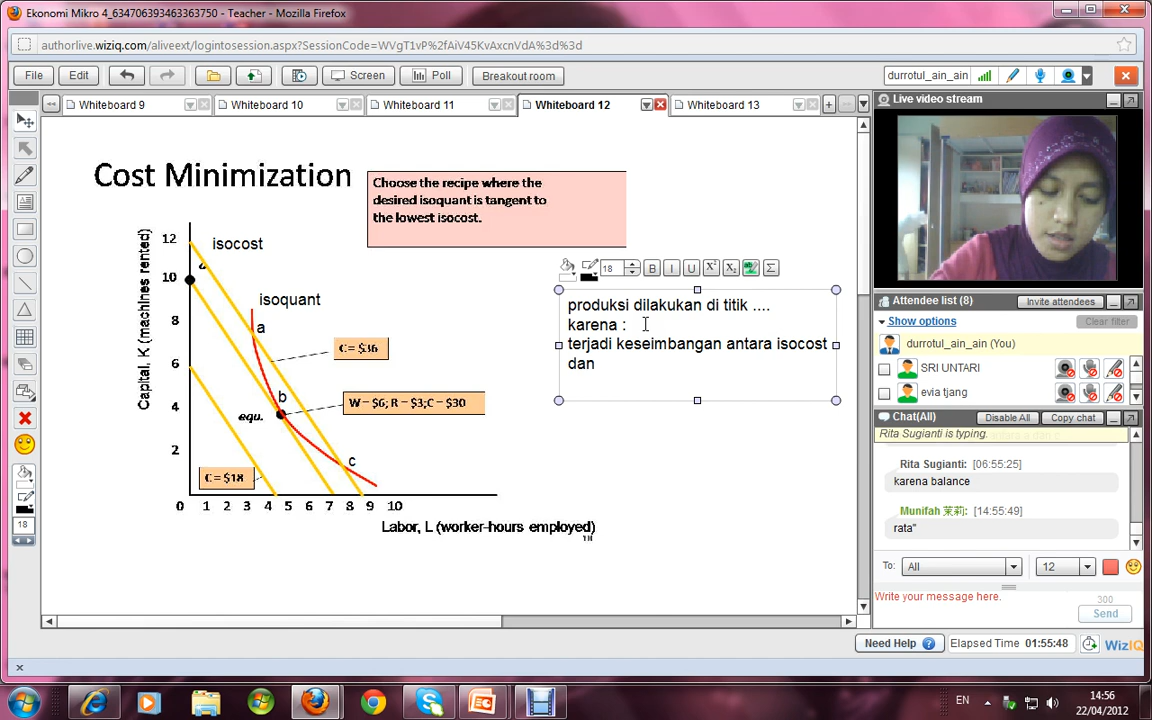 Ekonomi Mikro 4_634706393463363750 - Teacher - Mozilla Firefox
authorlive.wiziq.com/aliveext/logintosession.aspx?SessionCode=WVgT1vP%2fAiV45KvAxcnVdA%3d%3d
File Edit Screen Poll Breakout room durrotul_ain_ain
Whiteboard 9 Whiteboard 10 Whiteboard 11 Whiteboard 12 Whiteboard 13
Cost Minimization
Choose the recipe where the
desired isoquant is tangent to
the lowest isocost.
Capital, K (machines rented)
12
10
8
6
4
2
0 1 2 3 4 5 6 7 8 9 10
isocost
isoquant
a
b
c
equ.
C = $36
W = $6; R = $3; C = $30
C = $18
Labor, L (worker-hours employed)
18
18 B I U X² X₂ ab Σ
produksi dilakukan di titik ....
karena :
terjadi keseimbangan antara isocost
dan
18
Live video stream
Attendee list (8) Invite attendees
Show options Clear filter
durrotul_ain_ain (You)
SRI UNTARI
evia tjang
Chat(All) Disable All Copy chat
Rita Sugianti is typing.
Rita Sugianti: [06:55:25]
karena balance
Munifah 茉莉: [14:55:49]
rata"
To: All 12
Write your message here.
300
Send
Need Help ? Elapsed Time 01:55:48 WizIQ
EN
14:56
22/04/2012